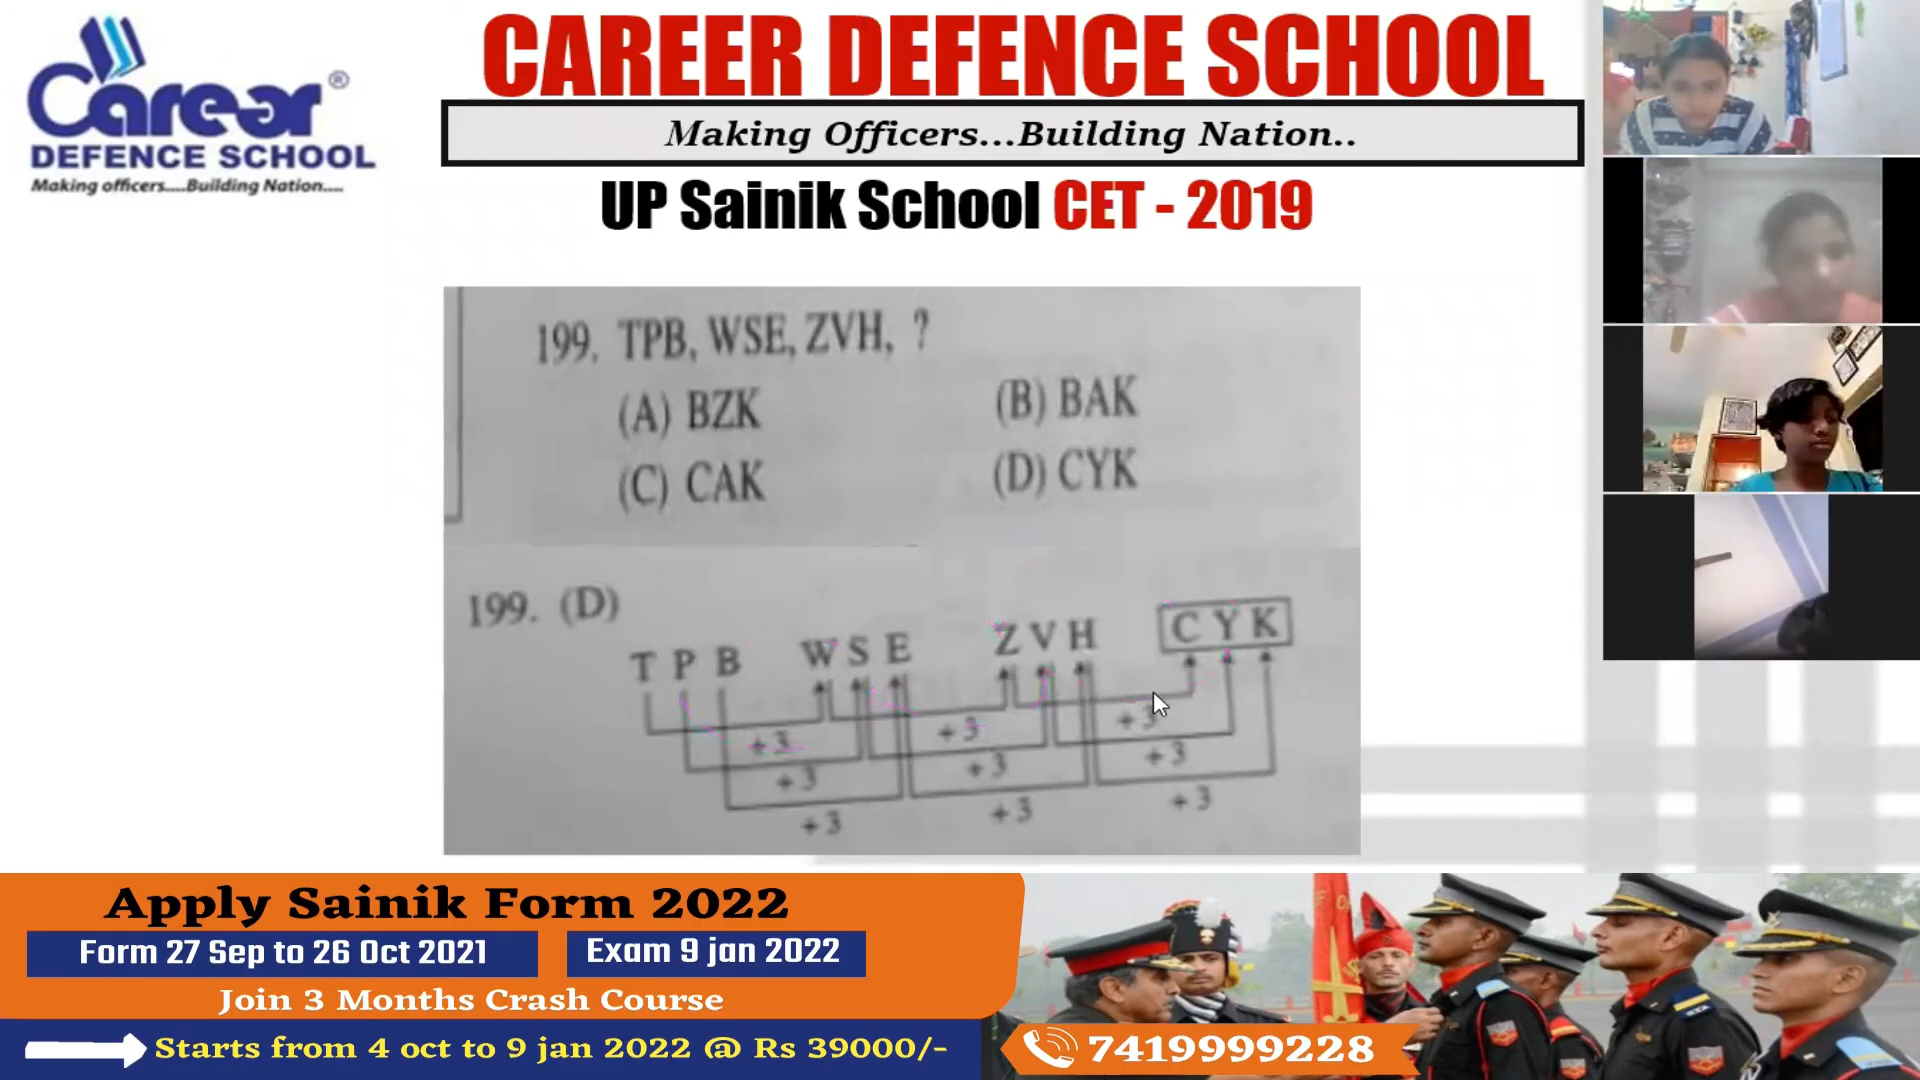 Career®
DEFENCE SCHOOL
Making officers.....Building Nation.....
CAREER DEFENCE SCHOOL
Making Officers...Building Nation..
UP Sainik School CET - 2019
199. TPB, WSE, ZVH, ?
(A) BZK (B) BAK
(C) CAK (D) CYK
199. (D)
T P B W S E Z V H C Y K
+3 +3 +3
+3 +3 +3
+3 +3 +3
Apply Sainik Form 2022
Form 27 Sep to 26 Oct 2021 Exam 9 jan 2022
Join 3 Months Crash Course
Starts from 4 oct to 9 jan 2022 @ Rs 39000/-
7419999228